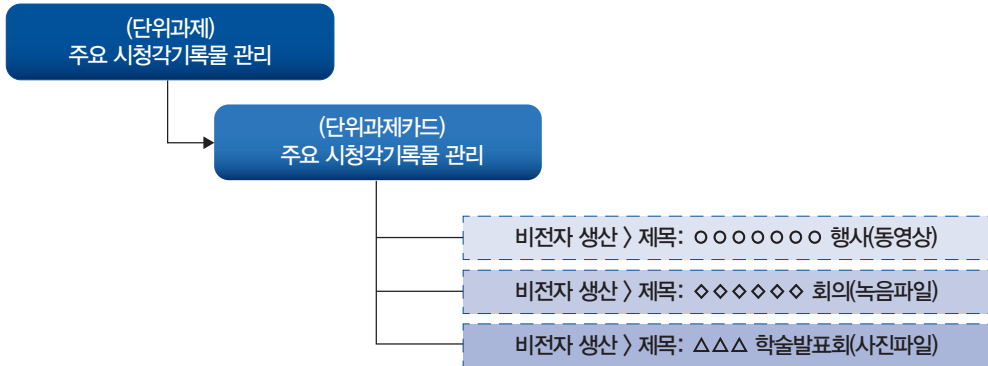 (단위과제)
주요 시청각기록물 관리
(단위과제카드)
주요 시청각기록물 관리
비전자 생산 〉 제목: ㅇㅇㅇㅇㅇㅇㅇ 행사(동영상)
비전자 생산 〉 제목: ◇◇◇◇◇◇ 회의(녹음파일)
비전자 생산 〉 제목: △△△ 학술발표회(사진파일)